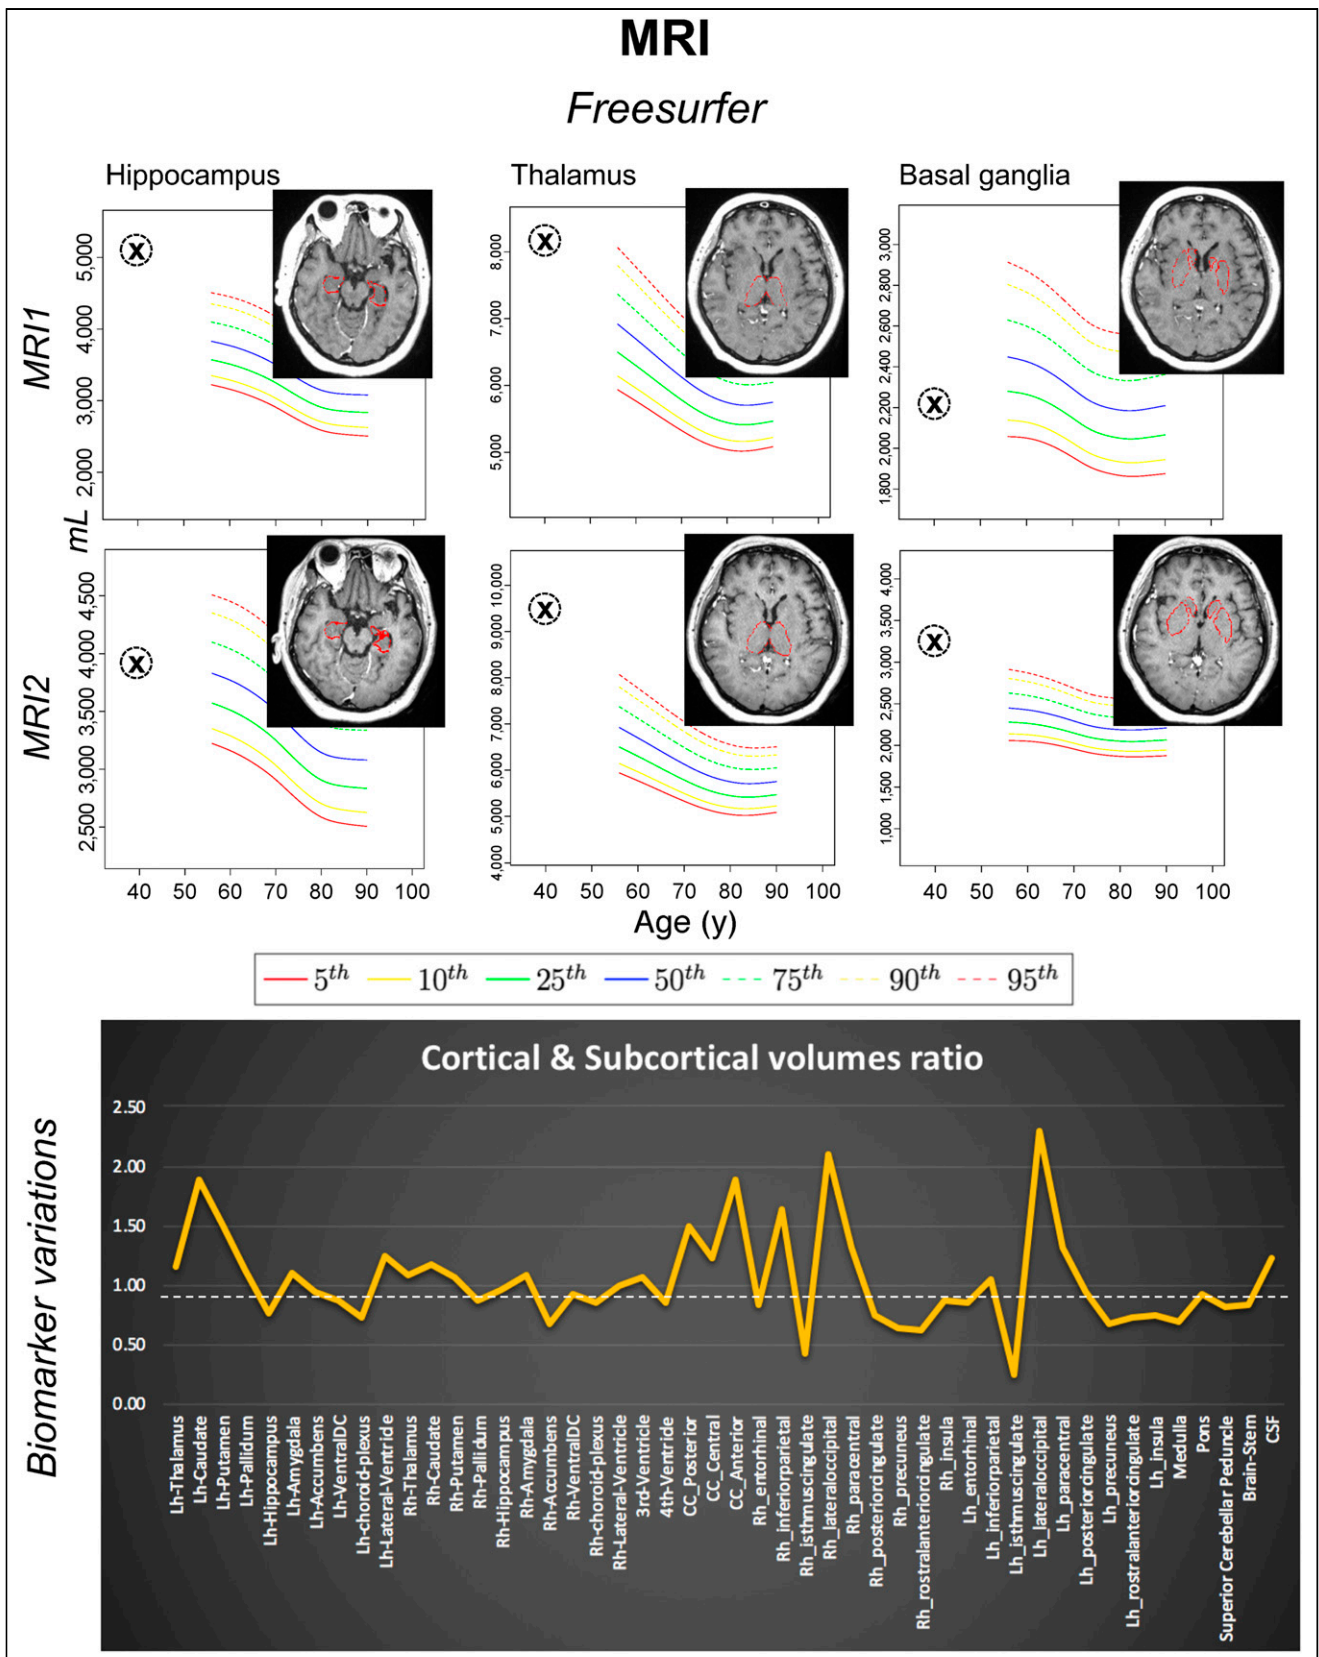 MRI
Freesurfer
Hippocampus
Thalamus
Basal ganglia
MRI1
5,000
4,000
3,000
2,000
X
8,000
7,000
6,000
5,000
X
3,000
2,800
2,600
2,400
2,200
2,000
1,800
X
mL
MRI2
4,500
4,000
3,500
3,000
2,500
X
10,000
9,000
8,000
7,000
6,000
5,000
4,000
X
4,000
3,500
3,000
2,500
2,000
1,500
1,000
X
40 50 60 70 80 90 100
40 50 60 70 80 90 100
40 50 60 70 80 90 100
Age (y)
5th 10th 25th 50th 75th 90th 95th
Biomarker variations
Cortical & Subcortical volumes ratio
2.50
2.00
1.50
1.00
0.50
0.00
Lh-Thalamus
Lh-Caudate
Lh-Putamen
Lh-Pallidum
Lh-Hippocampus
Lh-Amygdala
Lh-Accumbens
Lh-VentralDC
Lh-choroid-plexus
Lh-Lateral-Ventride
Rh-Thalamus
Rh-Caudate
Rh-Putamen
Rh-Pallidum
Rh-Hippocampus
Rh-Amygdala
Rh-Accumbens
Rh-VentralDC
Rh-choroid-plexus
Rh-Lateral-Ventricle
3rd-Ventricle
4th-Ventride
CC_Posterior
CC_Central
CC_Anterior
Rh_entorhinal
Rh_inferiorparietal
Rh_isthmuscingulate
Rh_lateraloccipital
Rh_paracentral
Rh_posteriordngulate
Rh_precuneus
Rh_rostralanteriordngulate
Rh_insula
Lh_entorhinal
Lh_inferiorparietal
Lh_isthmuscingulate
Lh_lateraloccipital
Lh_paracentral
Lh_posteriordngulate
Lh_precuneus
Lh_rostralanteriordngulate
Lh_insula
Medulla
Pons
Superior Cerebellar Peduncle
Brain-Stem
CSF